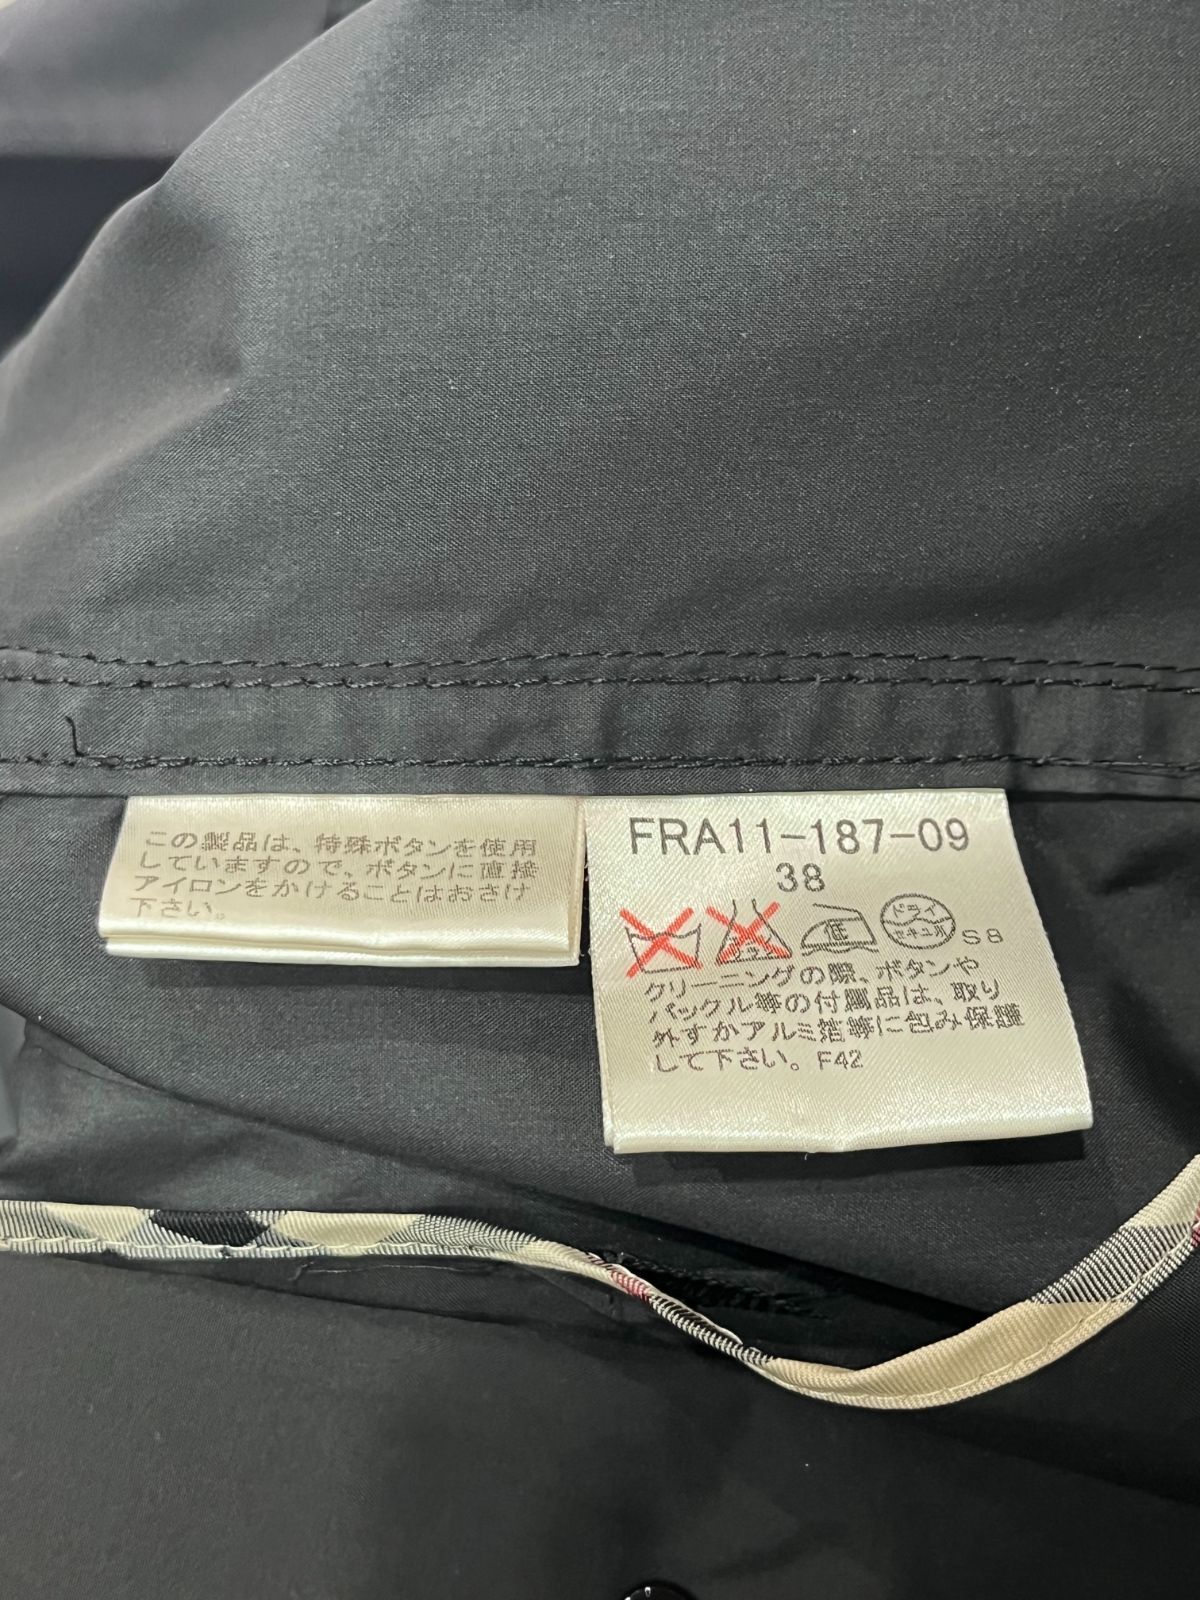 この製品は、特殊ボタンを使用
していますので、ボタンに直接
アイロンをかけることはおさけ
下さい。
FRA11-187-09
38
低
ドライ
セキユ系
S8
クリーニングの際、ボタンや
バックル等の付属品は、取り
外すかアルミ箔等に包み保護
して下さい。F42